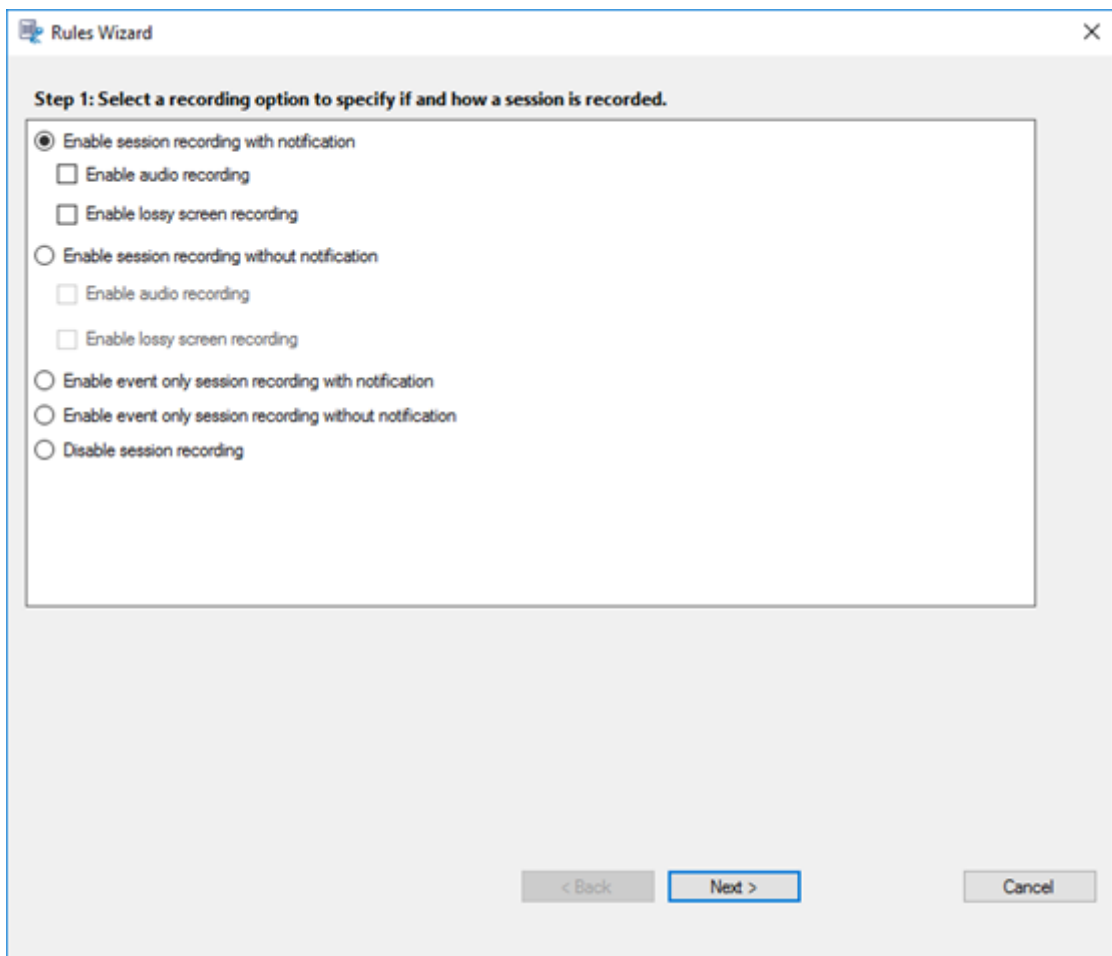 Rules Wizard
Step 1: Select a recording option to specify if and how a session is recorded.
Enable session recording with notification
Enable audio recording
Enable lossy screen recording
Enable session recording without notification
Enable audio recording
Enable lossy screen recording
Enable event only session recording with notification
Enable event only session recording without notification
Disable session recording
< Back
Next >
Cancel